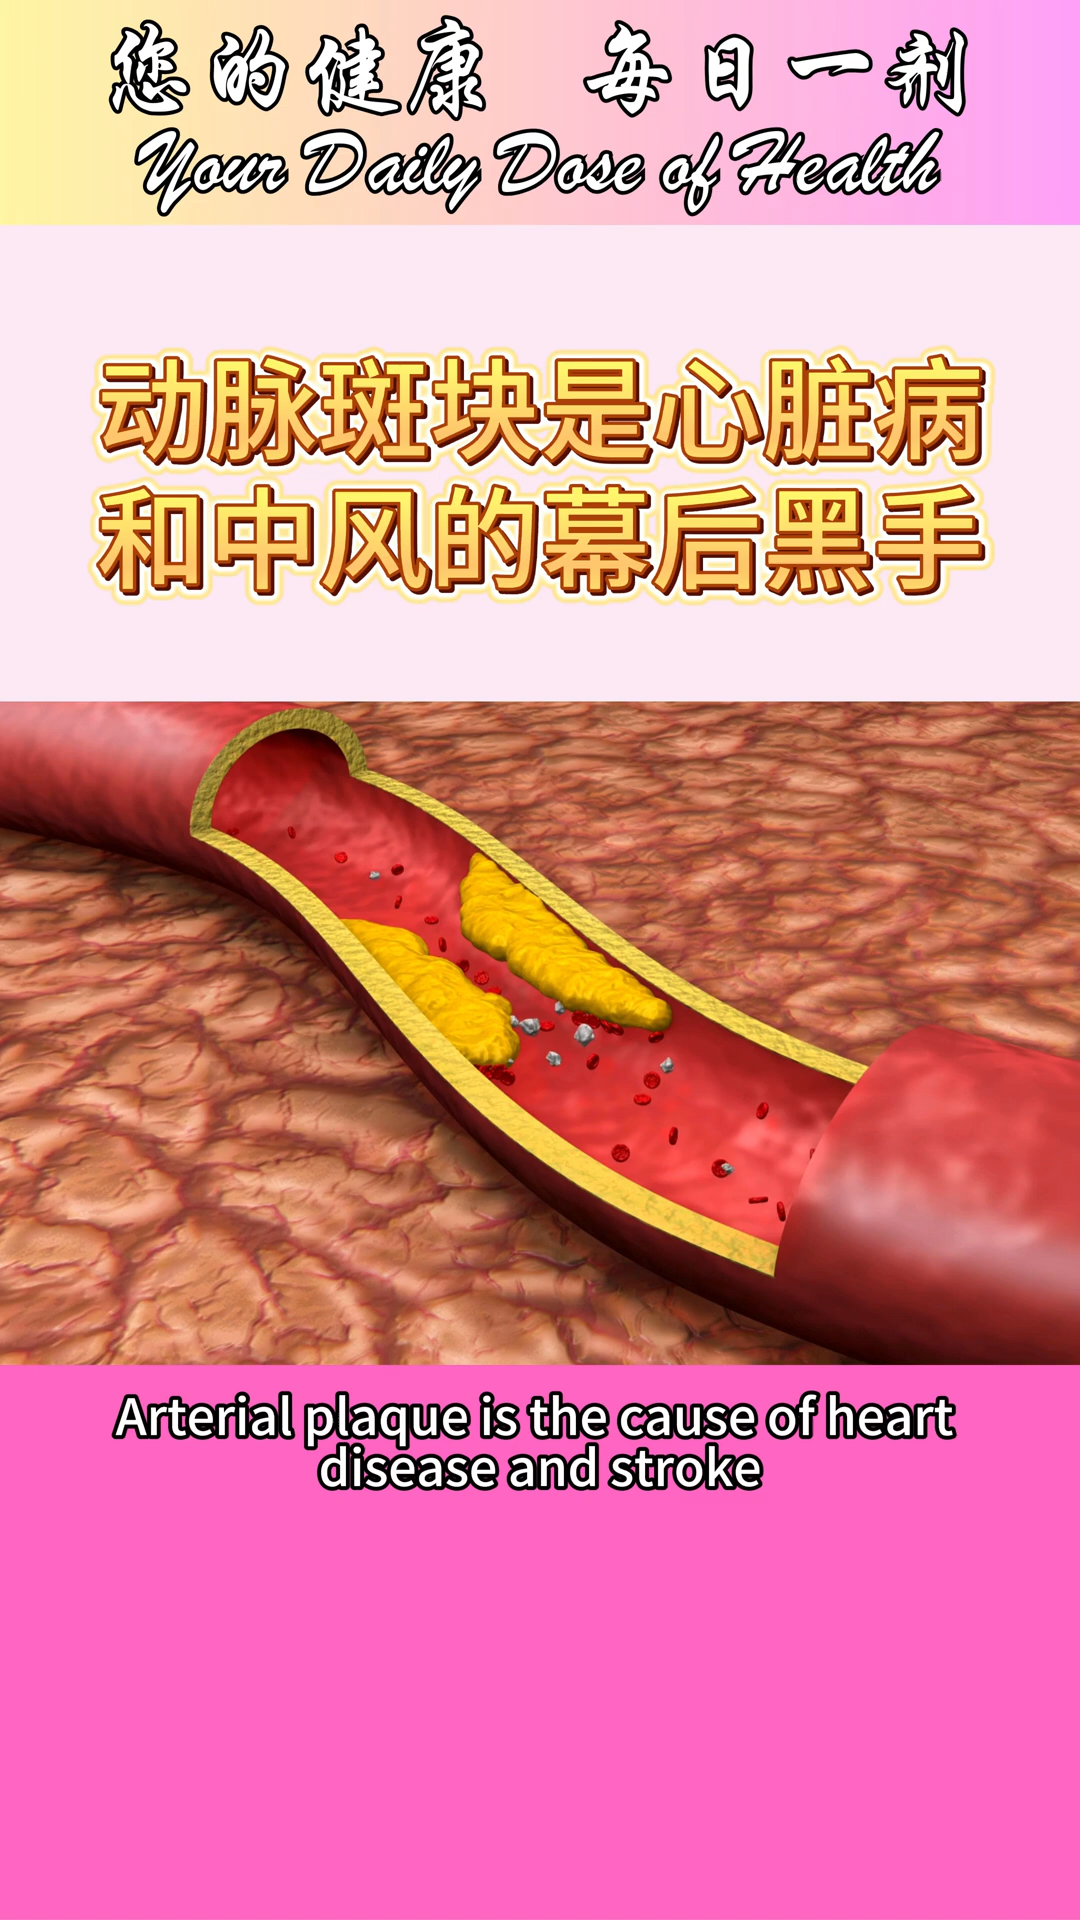 您的健康 每日一剂
Your Daily Dose of Health
动脉斑块是心脏病
和中风的幕后黑手
Arterial plaque is the cause of heart
disease and stroke